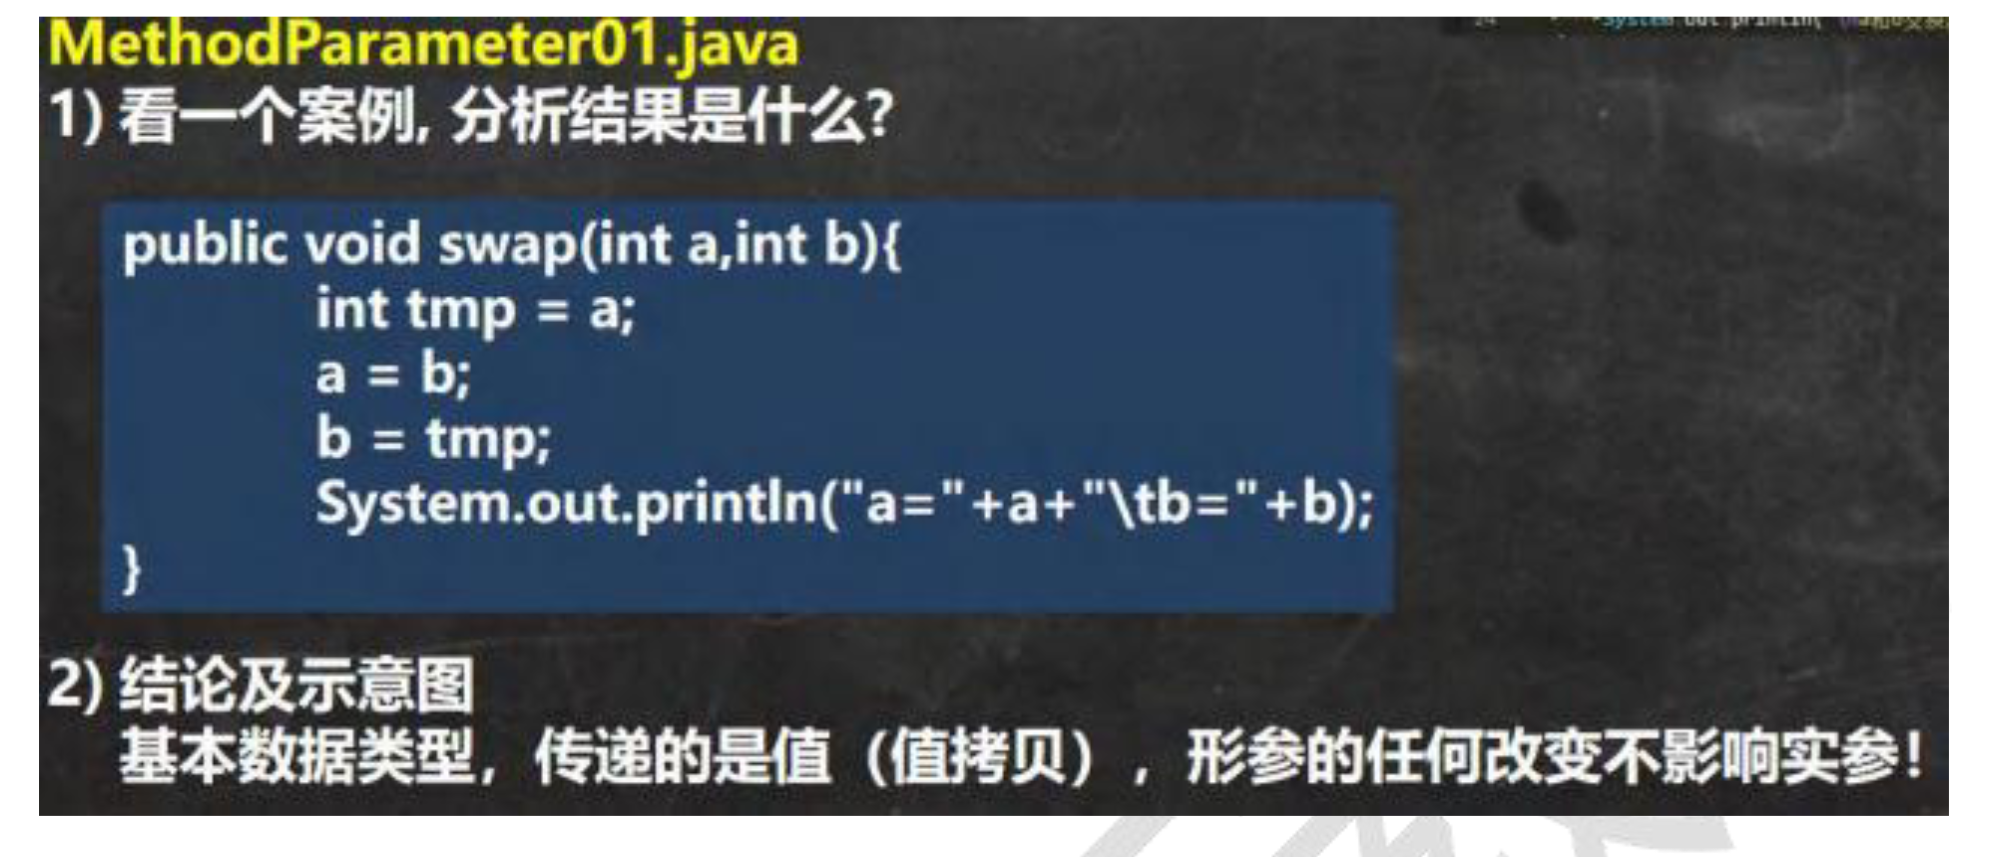 MethodParameter01.java
1) 看一个案例, 分析结果是什么?
public void swap(int a,int b){
int tmp = a;
a = b;
b = tmp;
System.out.println("a="+a+"\tb="+b);
}
2) 结论及示意图
基本数据类型，传递的是值（值拷贝），形参的任何改变不影响实参！